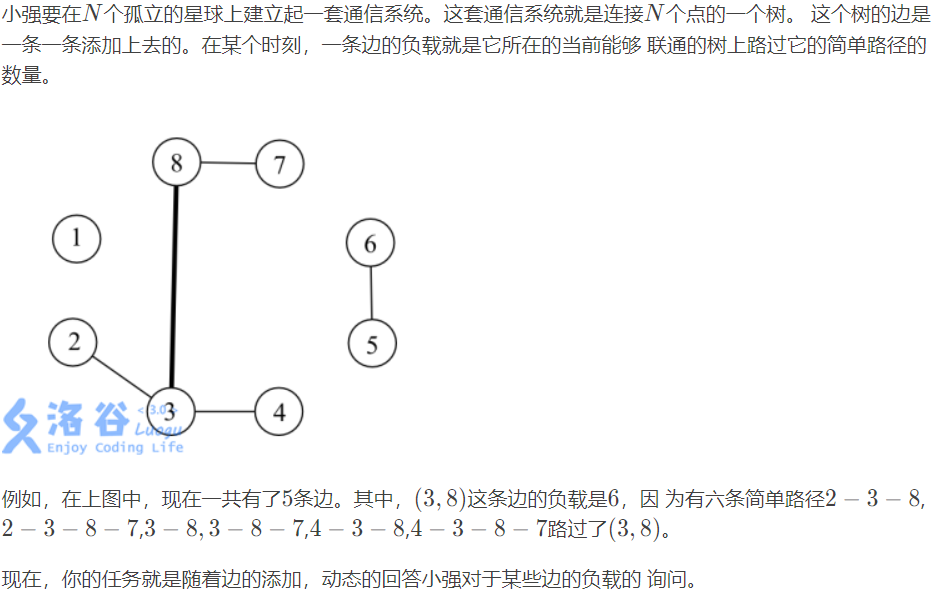 小强要在N个孤立的星球上建立起一套通信系统。这套通信系统就是连接N个点的一个树。 这个树的边是
一条一条添加上去的。在某个时刻，一条边的负载就是它所在的当前能够 联通的树上路过它的简单路径的
数量。
8
7
1
6
2
5
3
4
洛谷 <3.0>
Luogu
Enjoy Coding Life
例如，在上图中，现在一共有了5条边。其中，(3,8)这条边的负载是6，因 为有六条简单路径2-3-8,
2-3-8-7,3-8,3-8-7,4-3-8,4-3-8-7路过了(3,8)。
现在，你的任务就是随着边的添加，动态的回答小强对于某些边的负载的 询问。